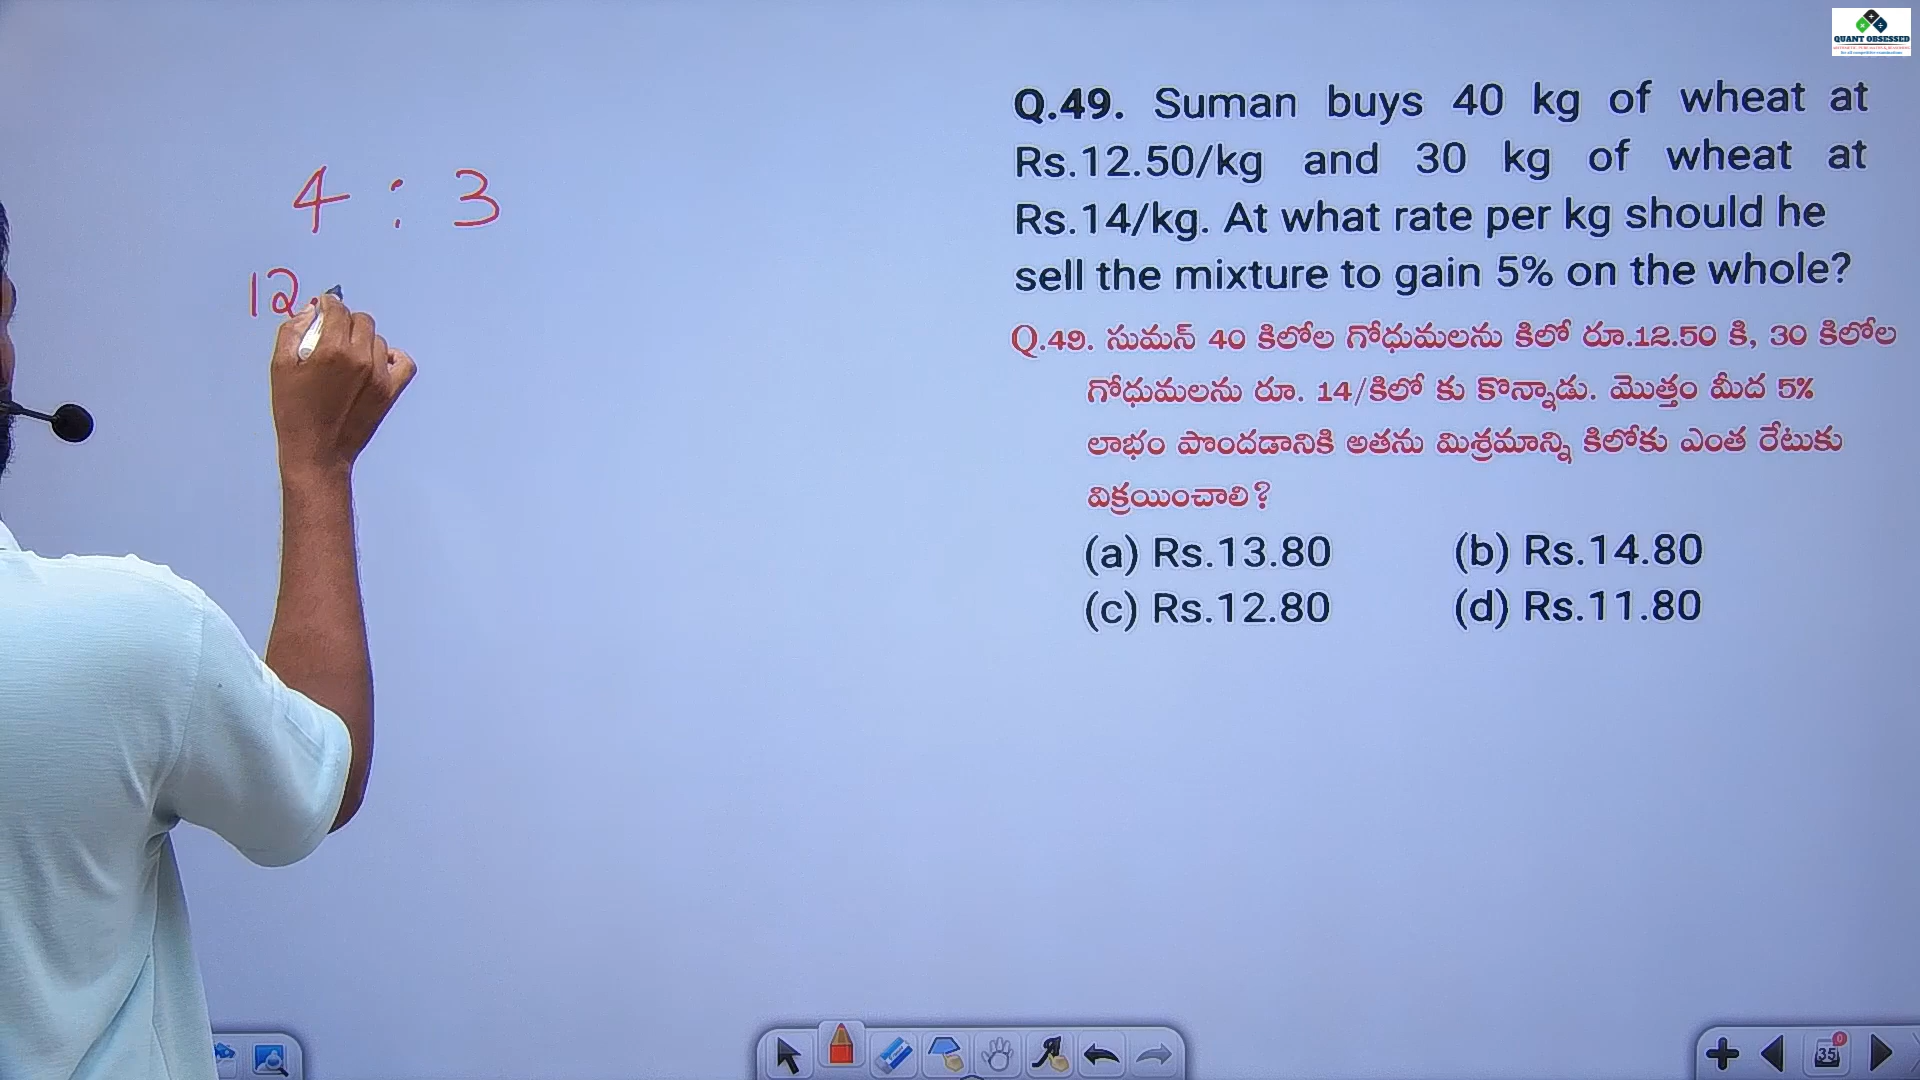 QUANT OBSESSED
4 : 3
12.
Q.49. Suman buys 40 kg of wheat at
Rs.12.50/kg and 30 kg of wheat at
Rs.14/kg. At what rate per kg should he
sell the mixture to gain 5% on the whole?
Q.49. సుమన్ 40 కిలోల గోధుమలను కిలో రూ.12.50 కి, 30 కిలోల
గోధుమలను రూ. 14/కిలో కు కొన్నాడు. మొత్తం మీద 5%
లాభం పొందడానికి అతను మిశ్రమాన్ని కిలోకు ఎంత రేటుకు
విక్రయించాలి?
(a) Rs.13.80 (b) Rs.14.80
(c) Rs.12.80 (d) Rs.11.80
35
0